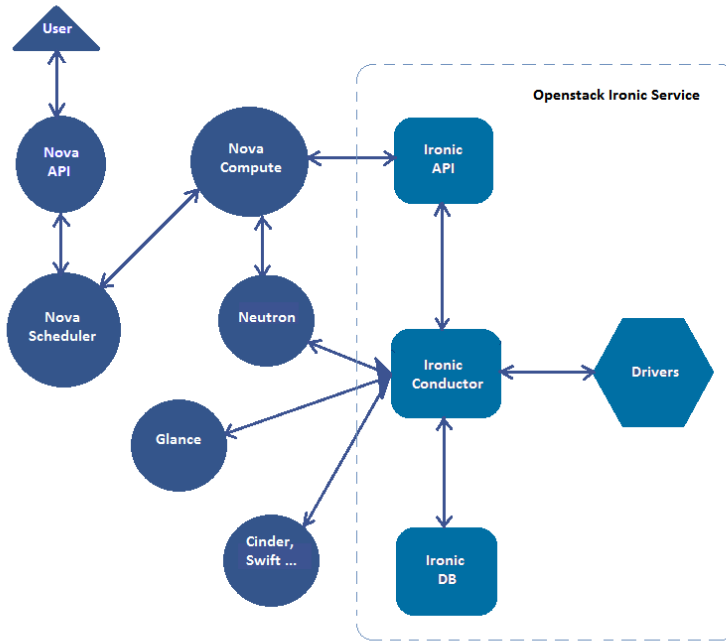 User
Openstack Ironic Service
Nova
API
Nova
Compute
Ironic
API
Nova
Scheduler
Neutron
Ironic
Conductor
Drivers
Glance
Cinder,
Swift ...
Ironic
DB